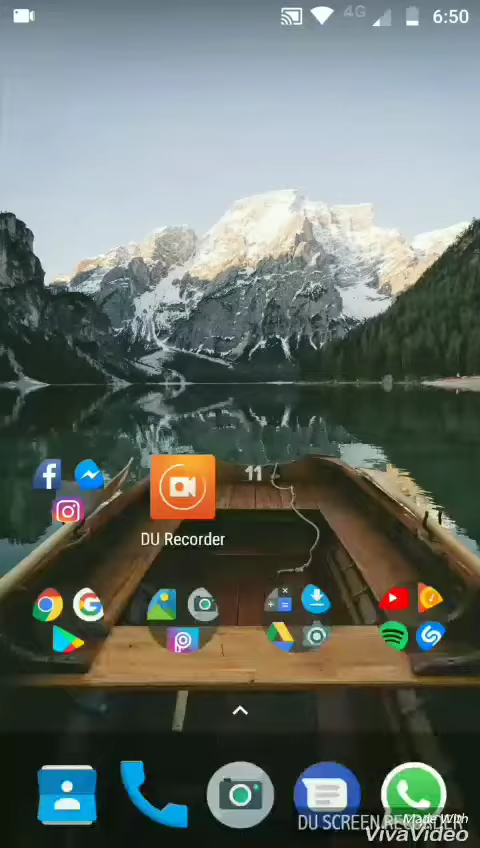 4G 6:50
11
DU Recorder
DU SCREEN RECORDER
Made With
VivaVideo